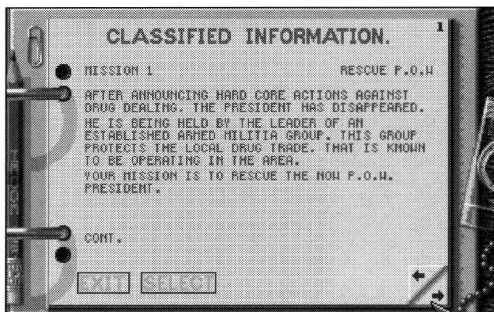 1
CLASSIFIED INFORMATION.
MISSION 1 RESCUE P.O.W
AFTER ANNOUNCING HARD CORE ACTIONS AGAINST
DRUG DEALING. THE PRESIDENT HAS DISAPPEARED.
HE IS BEING HELD BY THE LEADER OF AN
ESTABLISHED ARMED MILITIA GROUP. THIS GROUP
PROTECTS THE LOCAL DRUG TRADE. THAT IS KNOWN
TO BE OPERATING IN THE AREA.
YOUR MISSION IS TO RESCUE THE NOW P.O.W.
PRESIDENT.
CONT.
EXIT SELECT